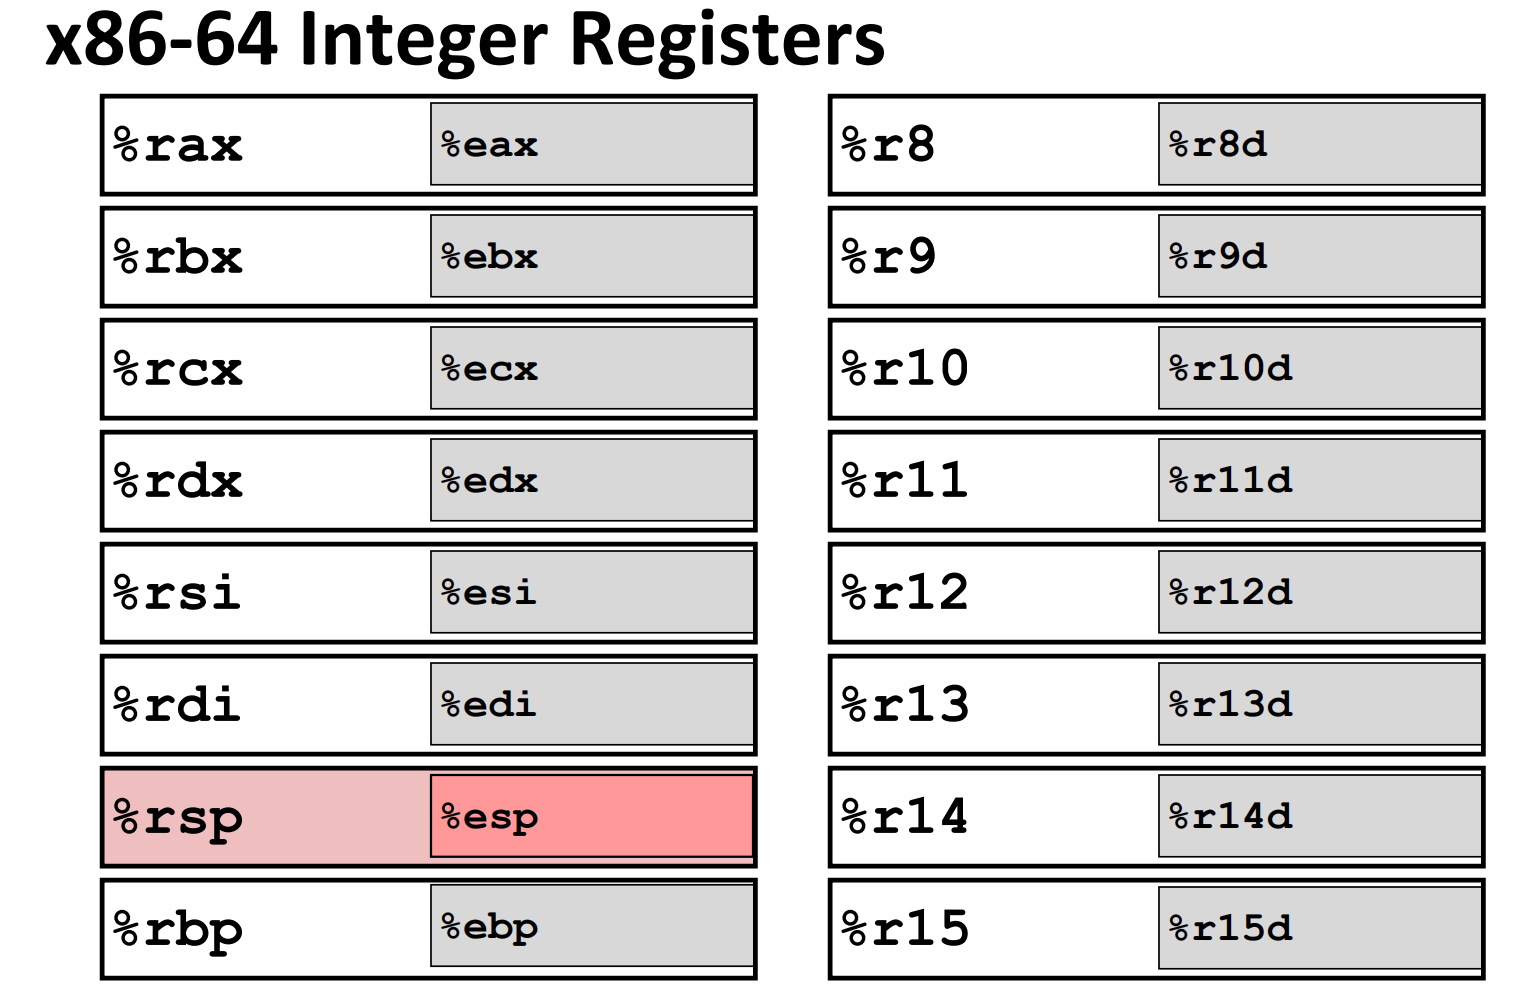 x86-64 Integer Registers
%rax %eax %r8 %r8d
%rbx %ebx %r9 %r9d
%rcx %ecx %r10 %r10d
%rdx %edx %r11 %r11d
%rsi %esi %r12 %r12d
%rdi %edi %r13 %r13d
%rsp %esp %r14 %r14d
%rbp %ebp %r15 %r15d